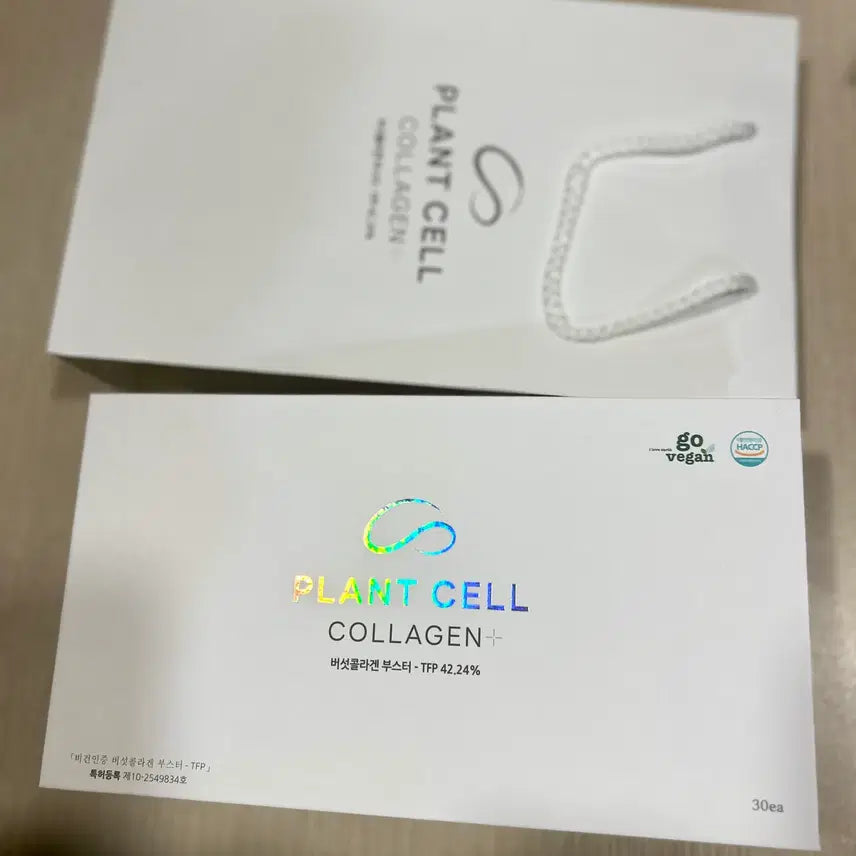 PLANT CELL
COLLAGEN+
I love earth
go
vegan
HACCP
PLANT CELL
COLLAGEN+
버섯콜라겐 부스터 - TFP 42.24%
「비건인증 버섯콜라겐 부스터 - TFP」
특허등록 제10-2549834호
30ea